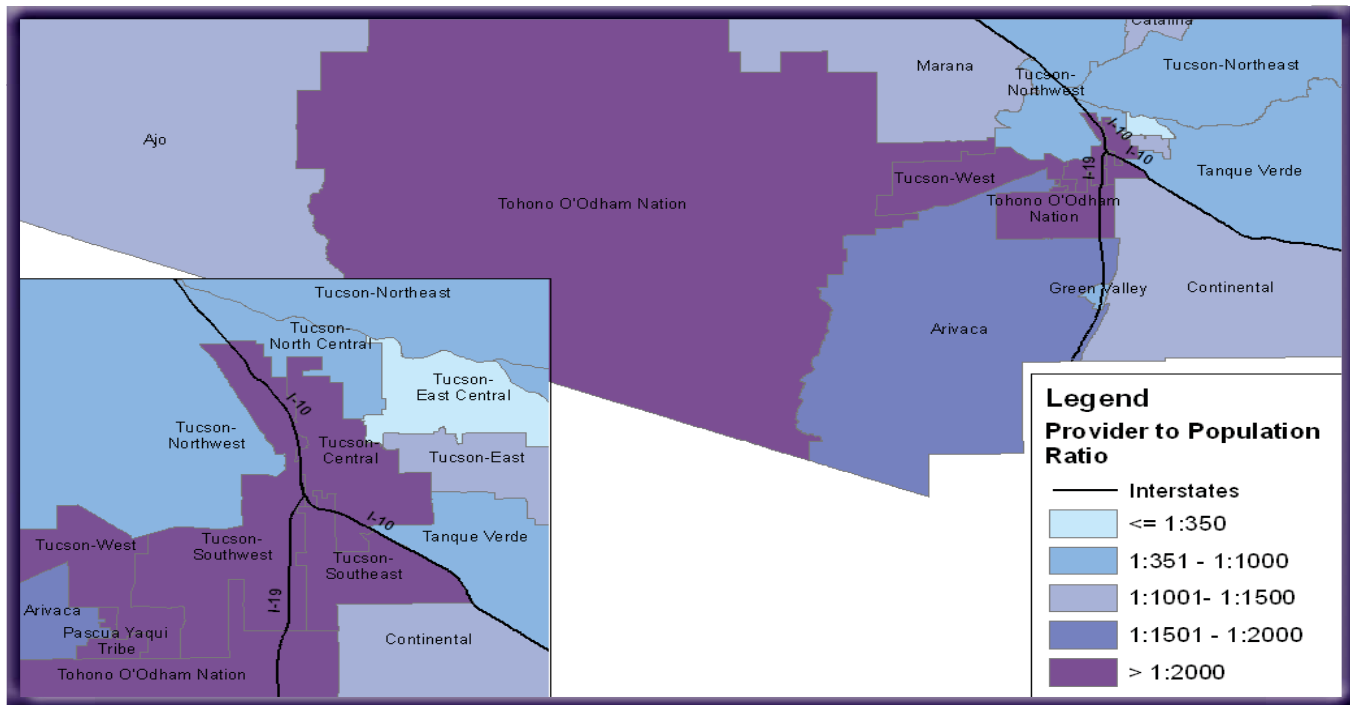 Catalina
Marana
Tucson-
Northwest
Tucson-Northeast
Ajo
I-10
I-10
I-19
Tucson-West
Tanque Verde
Tohono O'Odham Nation
Tohono O'Odham
Nation
Green Valley
Continental
Arivaca
Tucson-Northeast
Tucson-
North Central
Tucson-
East Central
I-10
Tucson-
Northwest
Tucson-
Central
Tucson-East
I-10
Tanque Verde
Tucson-West
Tucson-
Southwest
Tucson-
Southeast
I-19
Arivaca
Pascua Yaqui
Tribe
Continental
Tohono O'Odham Nation
Legend
Provider to Population
Ratio
Interstates
<= 1:350
1:351 - 1:1000
1:1001- 1:1500
1:1501 - 1:2000
> 1:2000